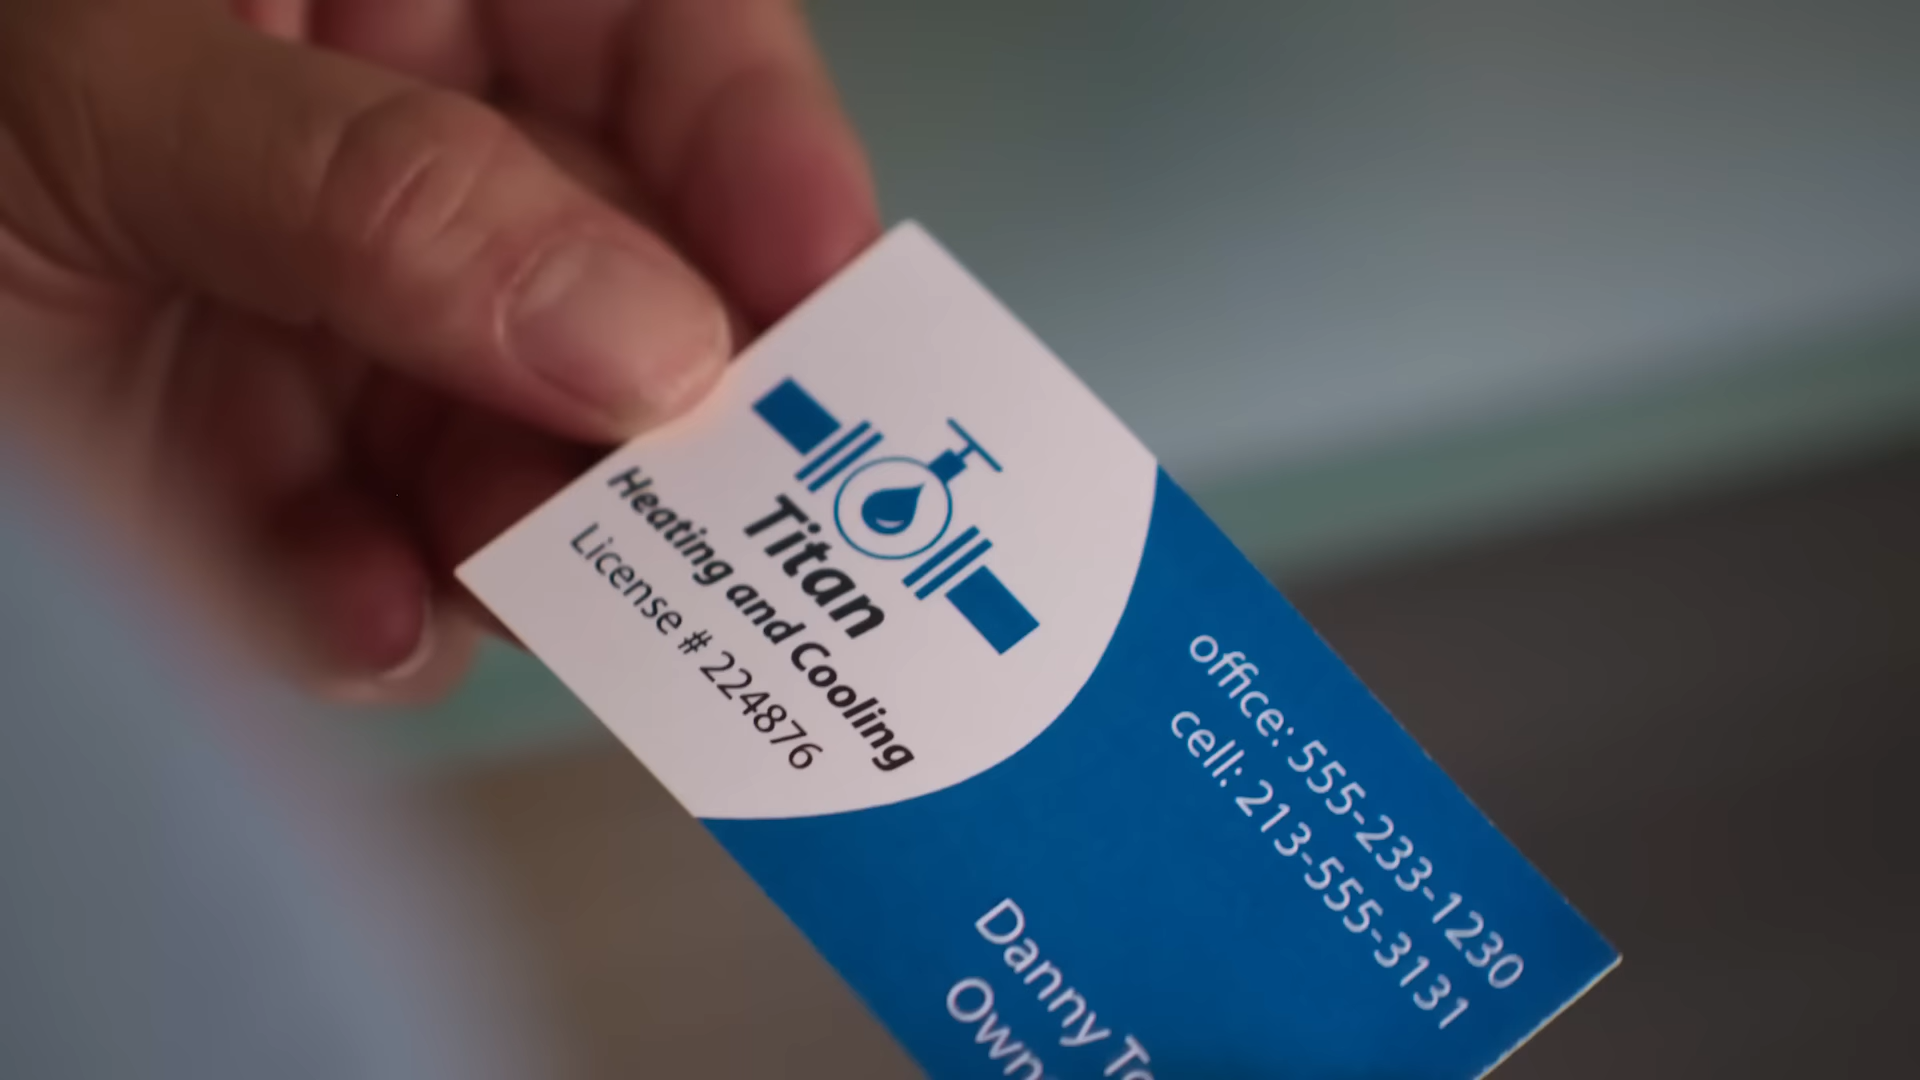 Titan
Heating and Cooling
License # 224876
office: 555-233-1230
cell: 213-555-3131
Danny